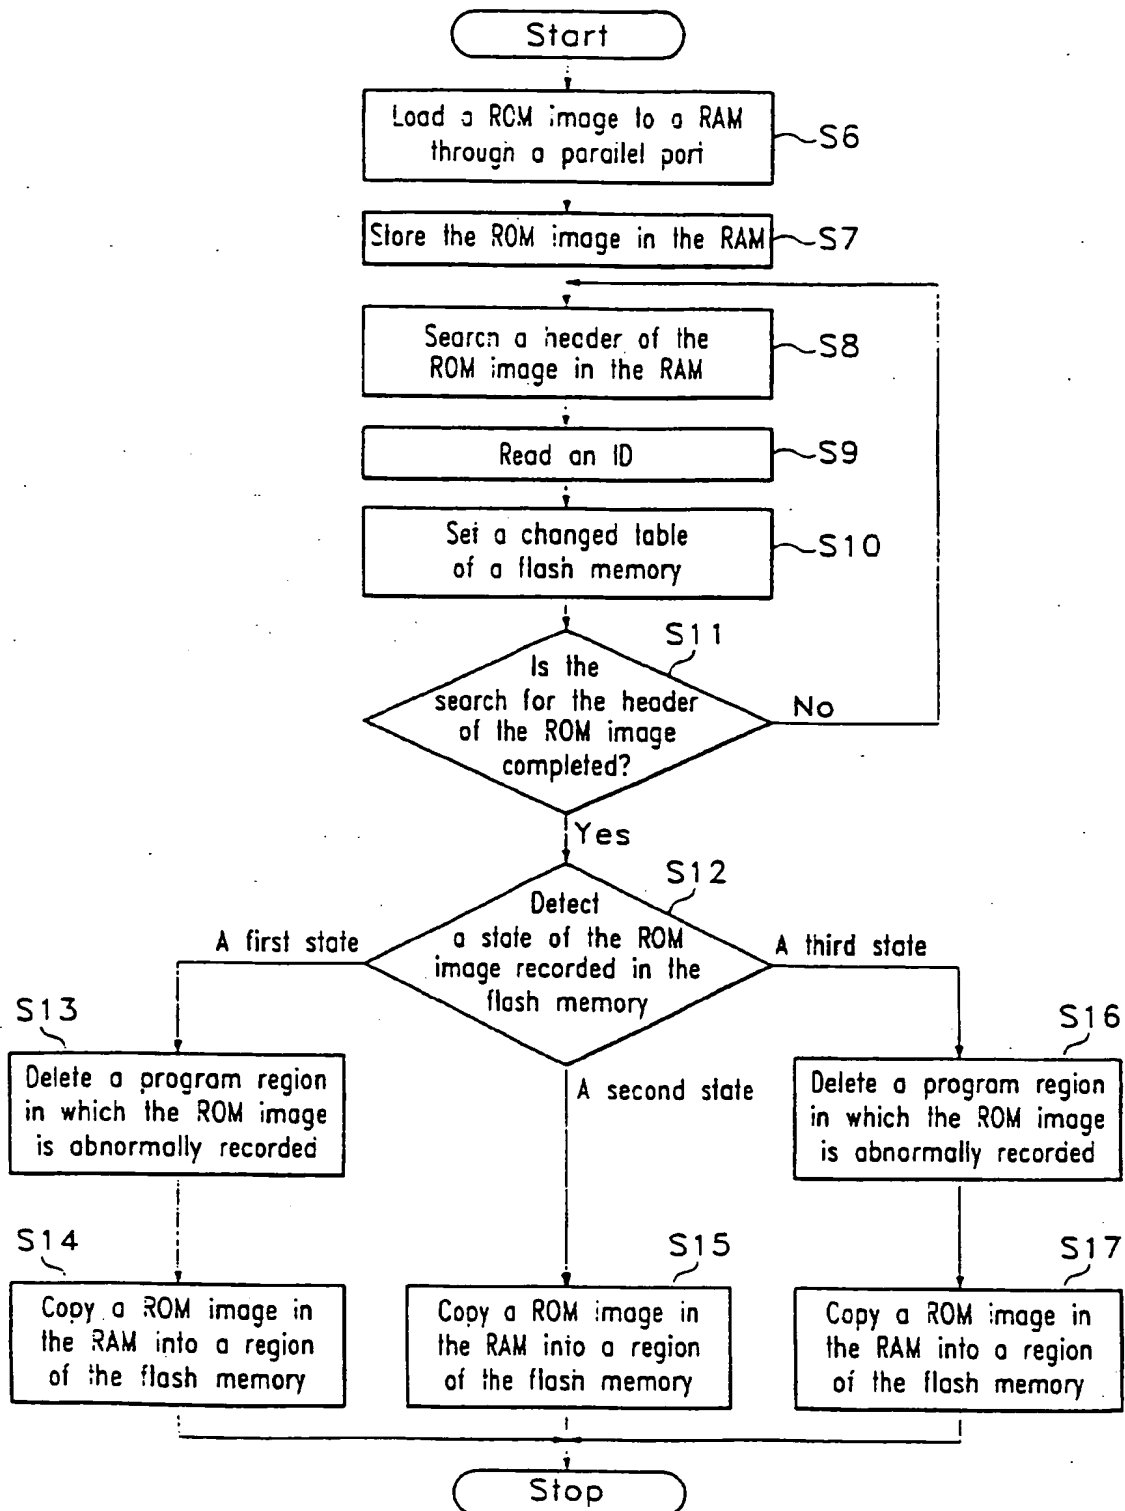 Start
Load a ROM image to a RAM
through a parallel port
S6
Store the ROM image in the RAM
S7
Search a header of the
ROM image in the RAM
S8
Read an ID
S9
Set a changed table
of a flash memory
S10
S11
Is the
search for the header
of the ROM image
completed?
No
Yes
S12
Detect
a state of the ROM
image recorded in the
flash memory
A first state
A third state
A second state
S13
Delete a program region
in which the ROM image
is abnormally recorded
S16
Delete a program region
in which the ROM image
is abnormally recorded
S14
Copy a ROM image in
the RAM into a region
of the flash memory
S15
Copy a ROM image in
the RAM into a region
of the flash memory
S17
Copy a ROM image in
the RAM into a region
of the flash memory
Stop